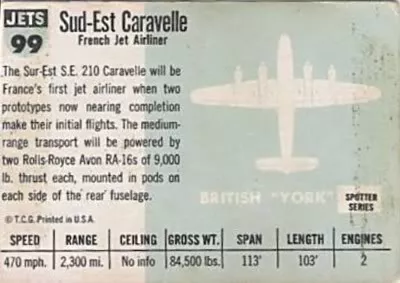 JETS
99
Sud-Est Caravelle
French Jet Airliner
The Sur-Est S.E. 210 Caravelle will be
France's first jet airliner when two
prototypes now nearing completion
make their initial flights. The medium-
range transport will be powered by
two Rolls-Royce Avon RA-16s of 9,000
lb. thrust each, mounted in pods on
each side of the rear fuselage.
© T.C.G. Printed in U.S.A.
BRITISH "YORK"
SPOTTER
SERIES
SPEED RANGE CEILING GROSS WT. SPAN LENGTH ENGINES
470 mph. 2,300 mi. No info 84,500 lbs. 113' 103' 2